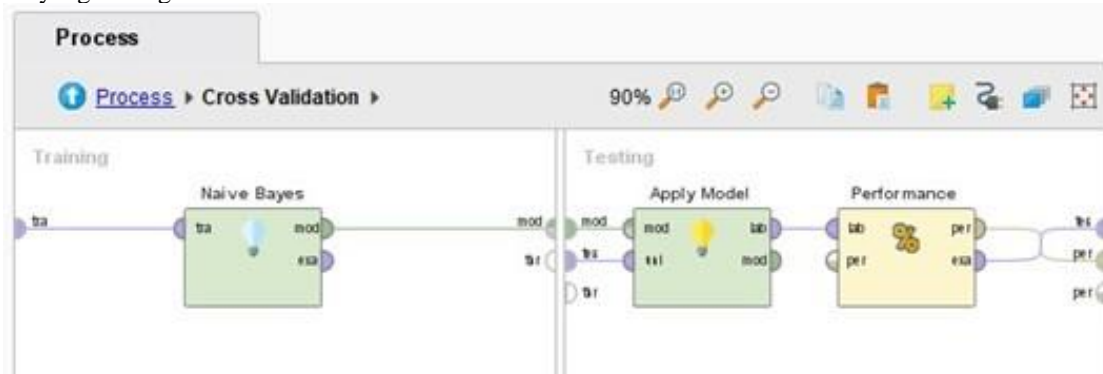 Process
Process ▸ Cross Validation ▸
90%
Training
Testing
Naive Bayes
Apply Model
Performance
tra
tra
mod
mod
mod
mod
lab
lab
per
tes
exa
thr
tes
unl
mod
per
exa
per
thr
per